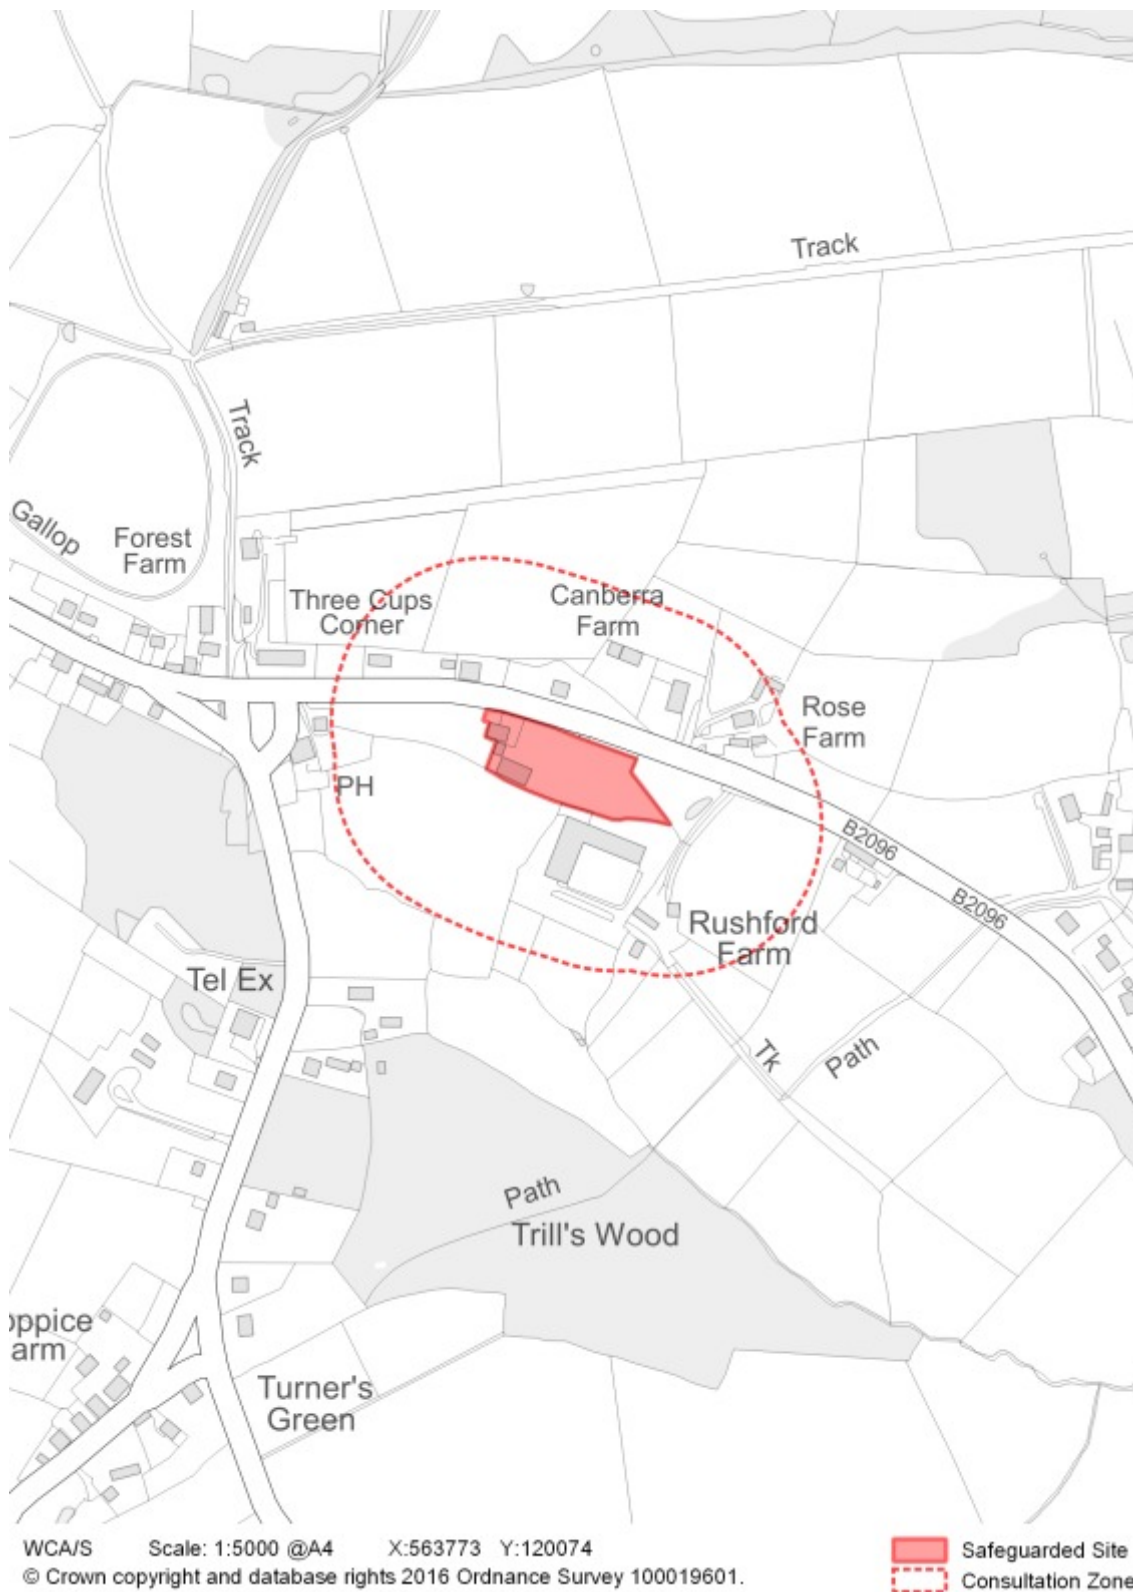 Track
Track
Gallop
Forest
Farm
Three Cups
Corner
Canberra
Farm
Rose
Farm
PH
B2096
B2096
Rushford
Farm
Tel Ex
Tk
Path
Path
Trill's Wood
oppice
arm
Turner's
Green
WCA/S Scale: 1:5000 @A4 X:563773 Y:120074
© Crown copyright and database rights 2016 Ordnance Survey 100019601.
Safeguarded Site
Consultation Zone